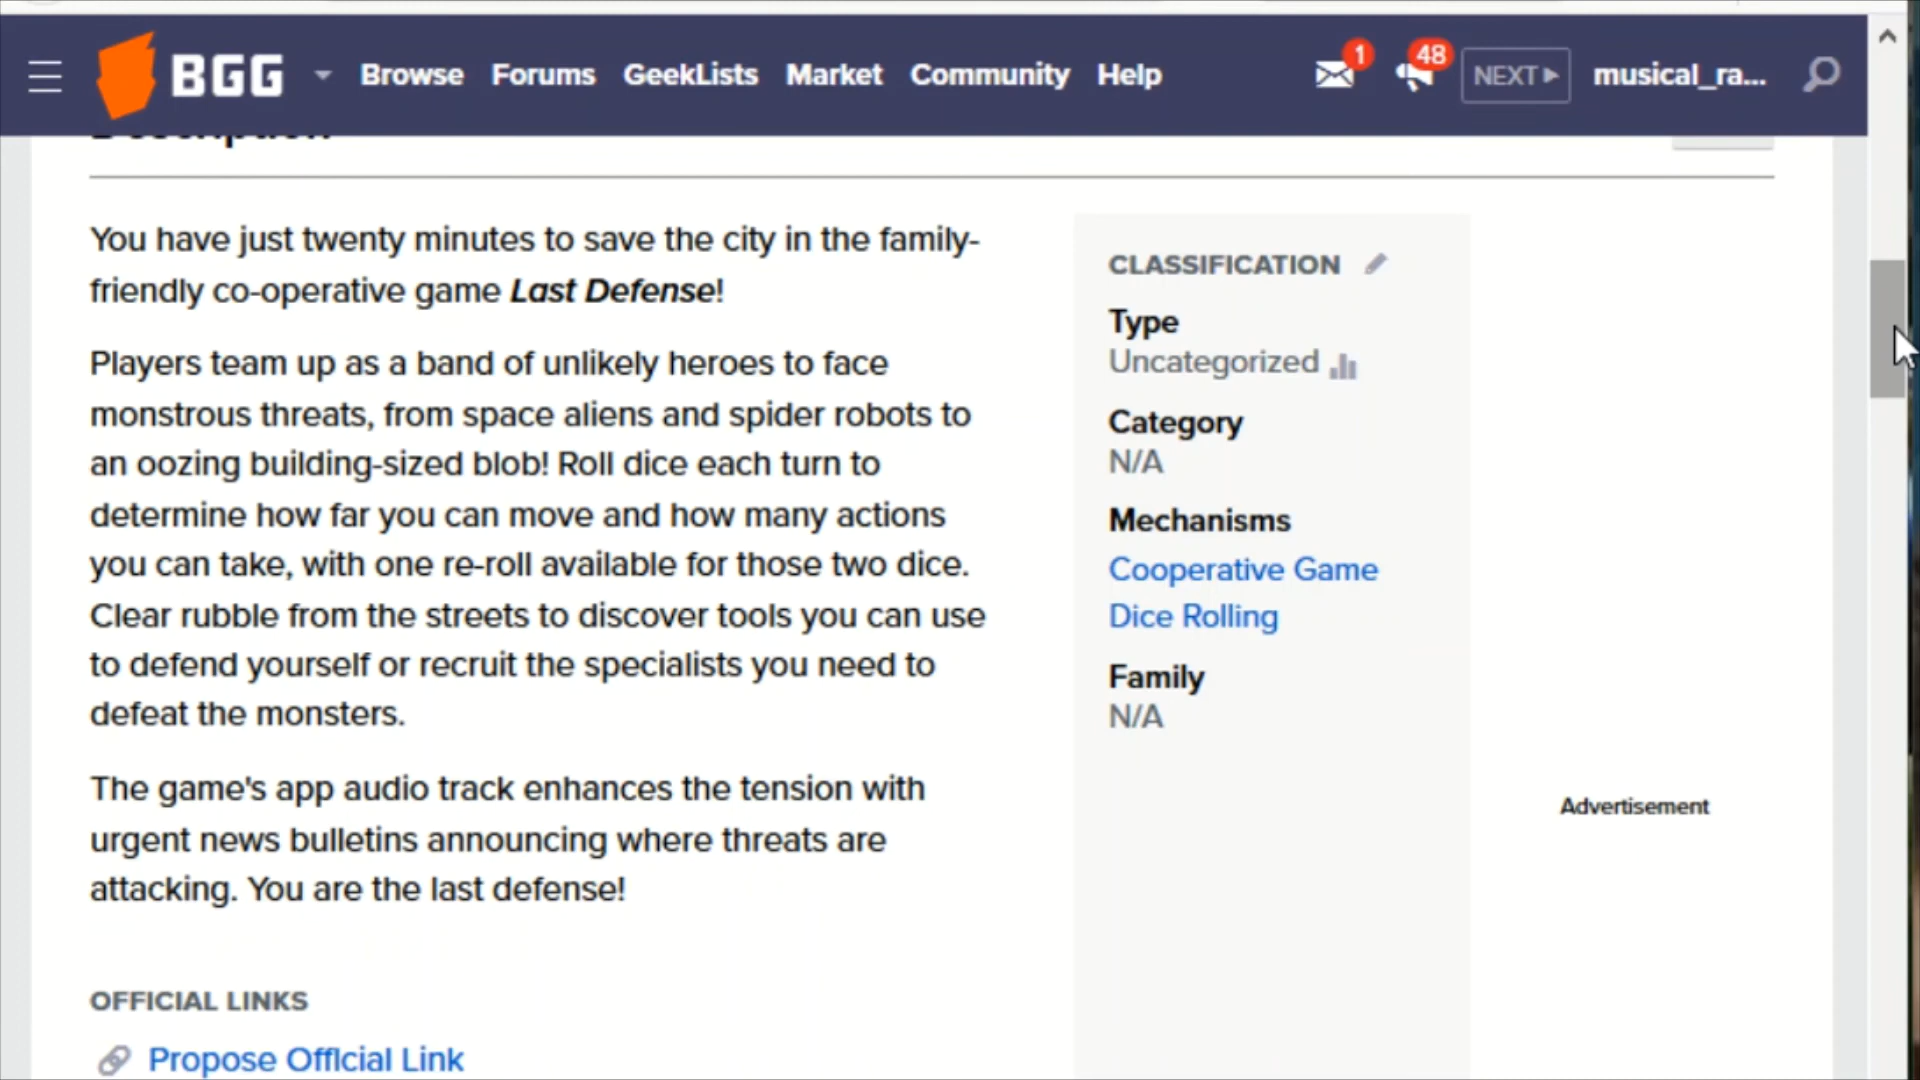 BGG Browse Forums GeekLists Market Community Help 1 48 NEXT musical_ra...
Description
You have just twenty minutes to save the city in the family-
friendly co-operative game Last Defense!
Players team up as a band of unlikely heroes to face
monstrous threats, from space aliens and spider robots to
an oozing building-sized blob! Roll dice each turn to
determine how far you can move and how many actions
you can take, with one re-roll available for those two dice.
Clear rubble from the streets to discover tools you can use
to defend yourself or recruit the specialists you need to
defeat the monsters.
The game's app audio track enhances the tension with
urgent news bulletins announcing where threats are
attacking. You are the last defense!
OFFICIAL LINKS
Propose Official Link
CLASSIFICATION
Type
Uncategorized
Category
N/A
Mechanisms
Cooperative Game
Dice Rolling
Family
N/A
Advertisement